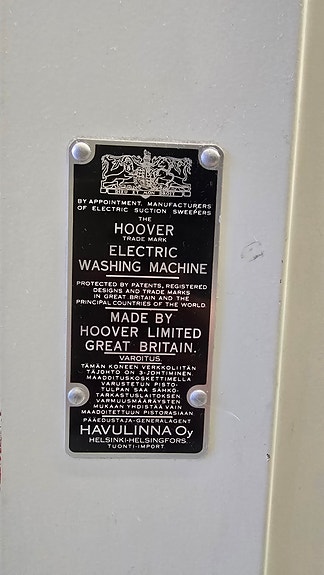 BY APPOINTMENT, MANUFACTURERS
OF ELECTRIC SUCTION SWEEPERS
THE
HOOVER
TRADE MARK
ELECTRIC
WASHING MACHINE
PROTECTED BY PATENTS, REGISTERED
DESIGNS AND TRADE MARKS
IN GREAT BRITAIN AND THE
PRINCIPAL COUNTRIES OF THE WORLD
MADE BY
HOOVER LIMITED
GREAT BRITAIN.
VAROITUS.
TÄMÄN KONEEN VERKKOLIITÄN
TÄJOHTO ON 3-JOHTIMINEN.
MAADOITUSKOSKETTIMELLA
VARUSTETUN PISTO-
TULPAN SAA SÄHKÖ-
TARKASTUSLAITOKSEN
VARMUUSMÄÄRÄYSTEN
MUKAAN YHDISTÄÄ VAIN
MAADOITETTUUN PISTORASIAAN
PÄÄEDUSTAJA-GENERALAGENT
HAVULINNA Oy
HELSINKI-HELSINGFORS
TUONTI-IMPORT